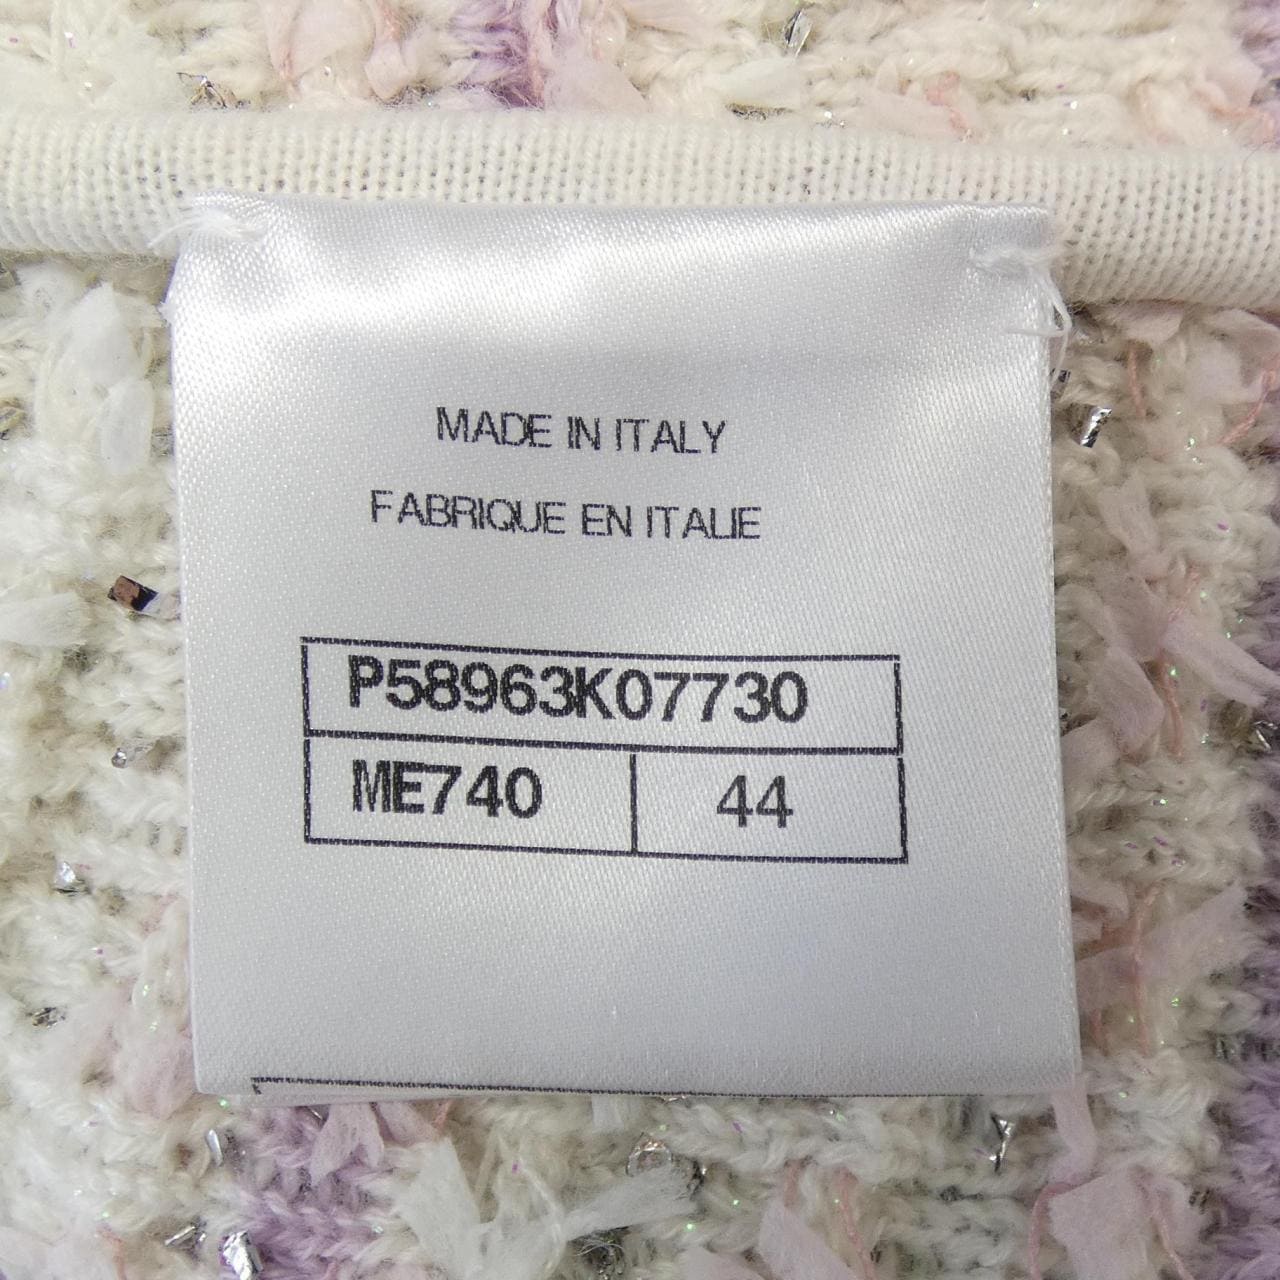 MADE IN ITALY
FABRIQUE EN ITALIE
P58963K07730
ME740 44